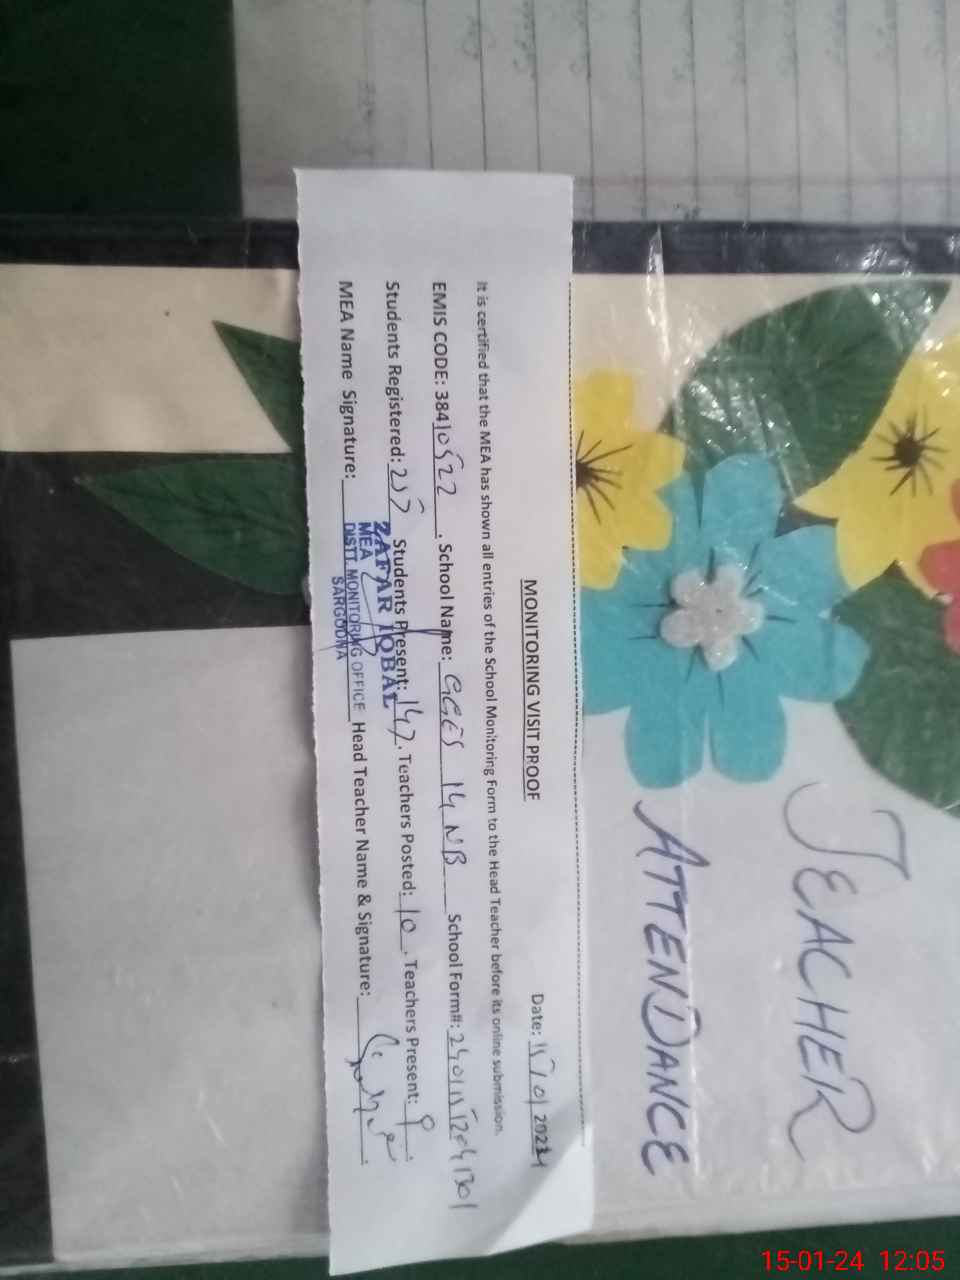 TEACHER
ATTENDANCE
MONITORING VISIT PROOF
Date: 15/01/2024
It is certified that the MEA has shown all entries of the School Monitoring Form to the Head Teacher before its online submission.
EMIS CODE: 38410522, School Name: GGES 14 NB School Form#:
Students Registered: Students Present: 147. Teachers Posted: 10. Teachers Present: 9.
MEA Name Signature: Head Teacher Name & Signature:
ZAFAR IQBAL
MEA
DISTT. MONITORING OFFICE
SARGODHA
15-01-24 12:05